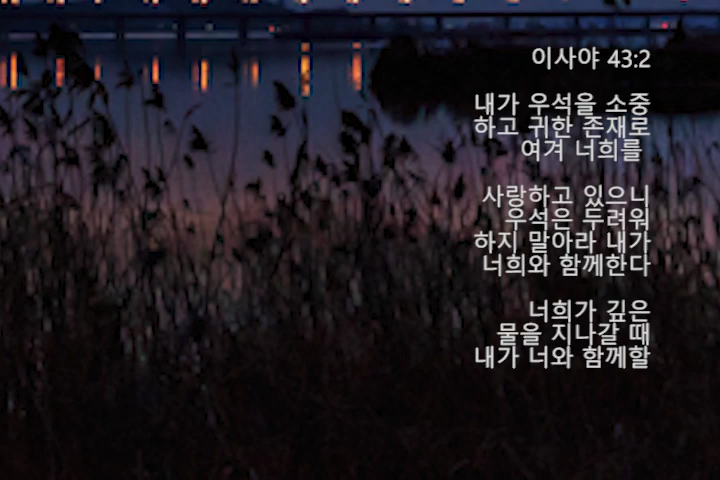 이사야 43:2
내가 우석을 소중
하고 귀한 존재로
여겨 너희를
사랑하고 있으니
우석은 두려워
하지 말아라 내가
너희와 함께한다
너희가 깊은
물을 지나갈 때
내가 너와 함께할